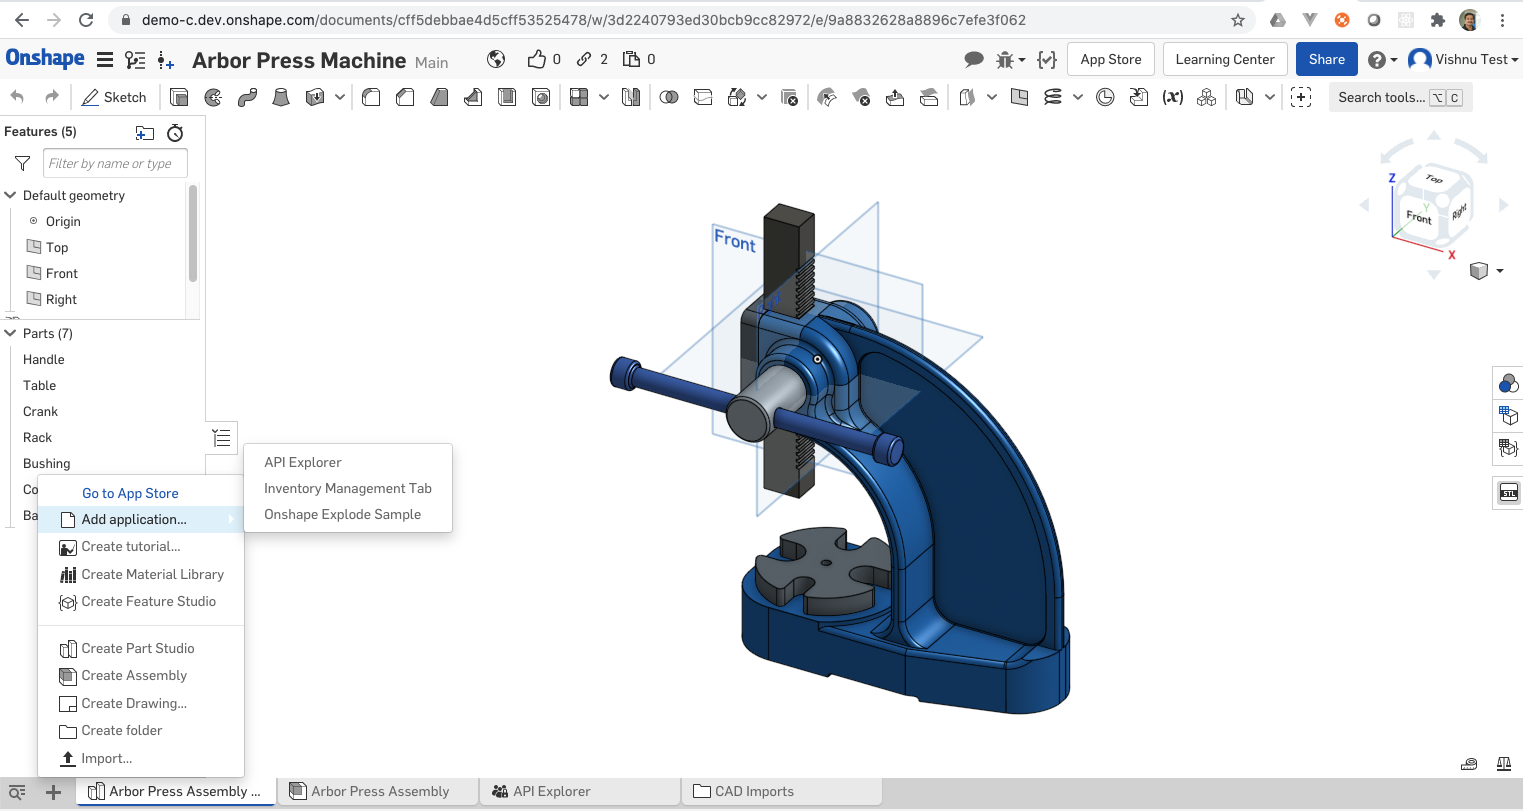 demo-c.dev.onshape.com/documents/cff5debbae4d5cff53525478/w/3d2240793ed30bcb9cc82972/e/9a8832628a8896c7efe3f062
Onshape
Arbor Press Machine Main
0
2
0
App Store
Learning Center
Share
Vishnu Test
Sketch
(x)
Search tools... ⌥ C
Features (5)
Filter by name or type
Default geometry
Origin
Top
Front
Right
Parts (7)
Handle
Table
Crank
Rack
Bushing
Co
Ba
Go to App Store
Add application...
Create tutorial...
Create Material Library
Create Feature Studio
Create Part Studio
Create Assembly
Create Drawing...
Create folder
Import...
API Explorer
Inventory Management Tab
Onshape Explode Sample
Front
Z
Top
Y
Front
Right
X
STL
Arbor Press Assembly ...
Arbor Press Assembly
API Explorer
CAD Imports